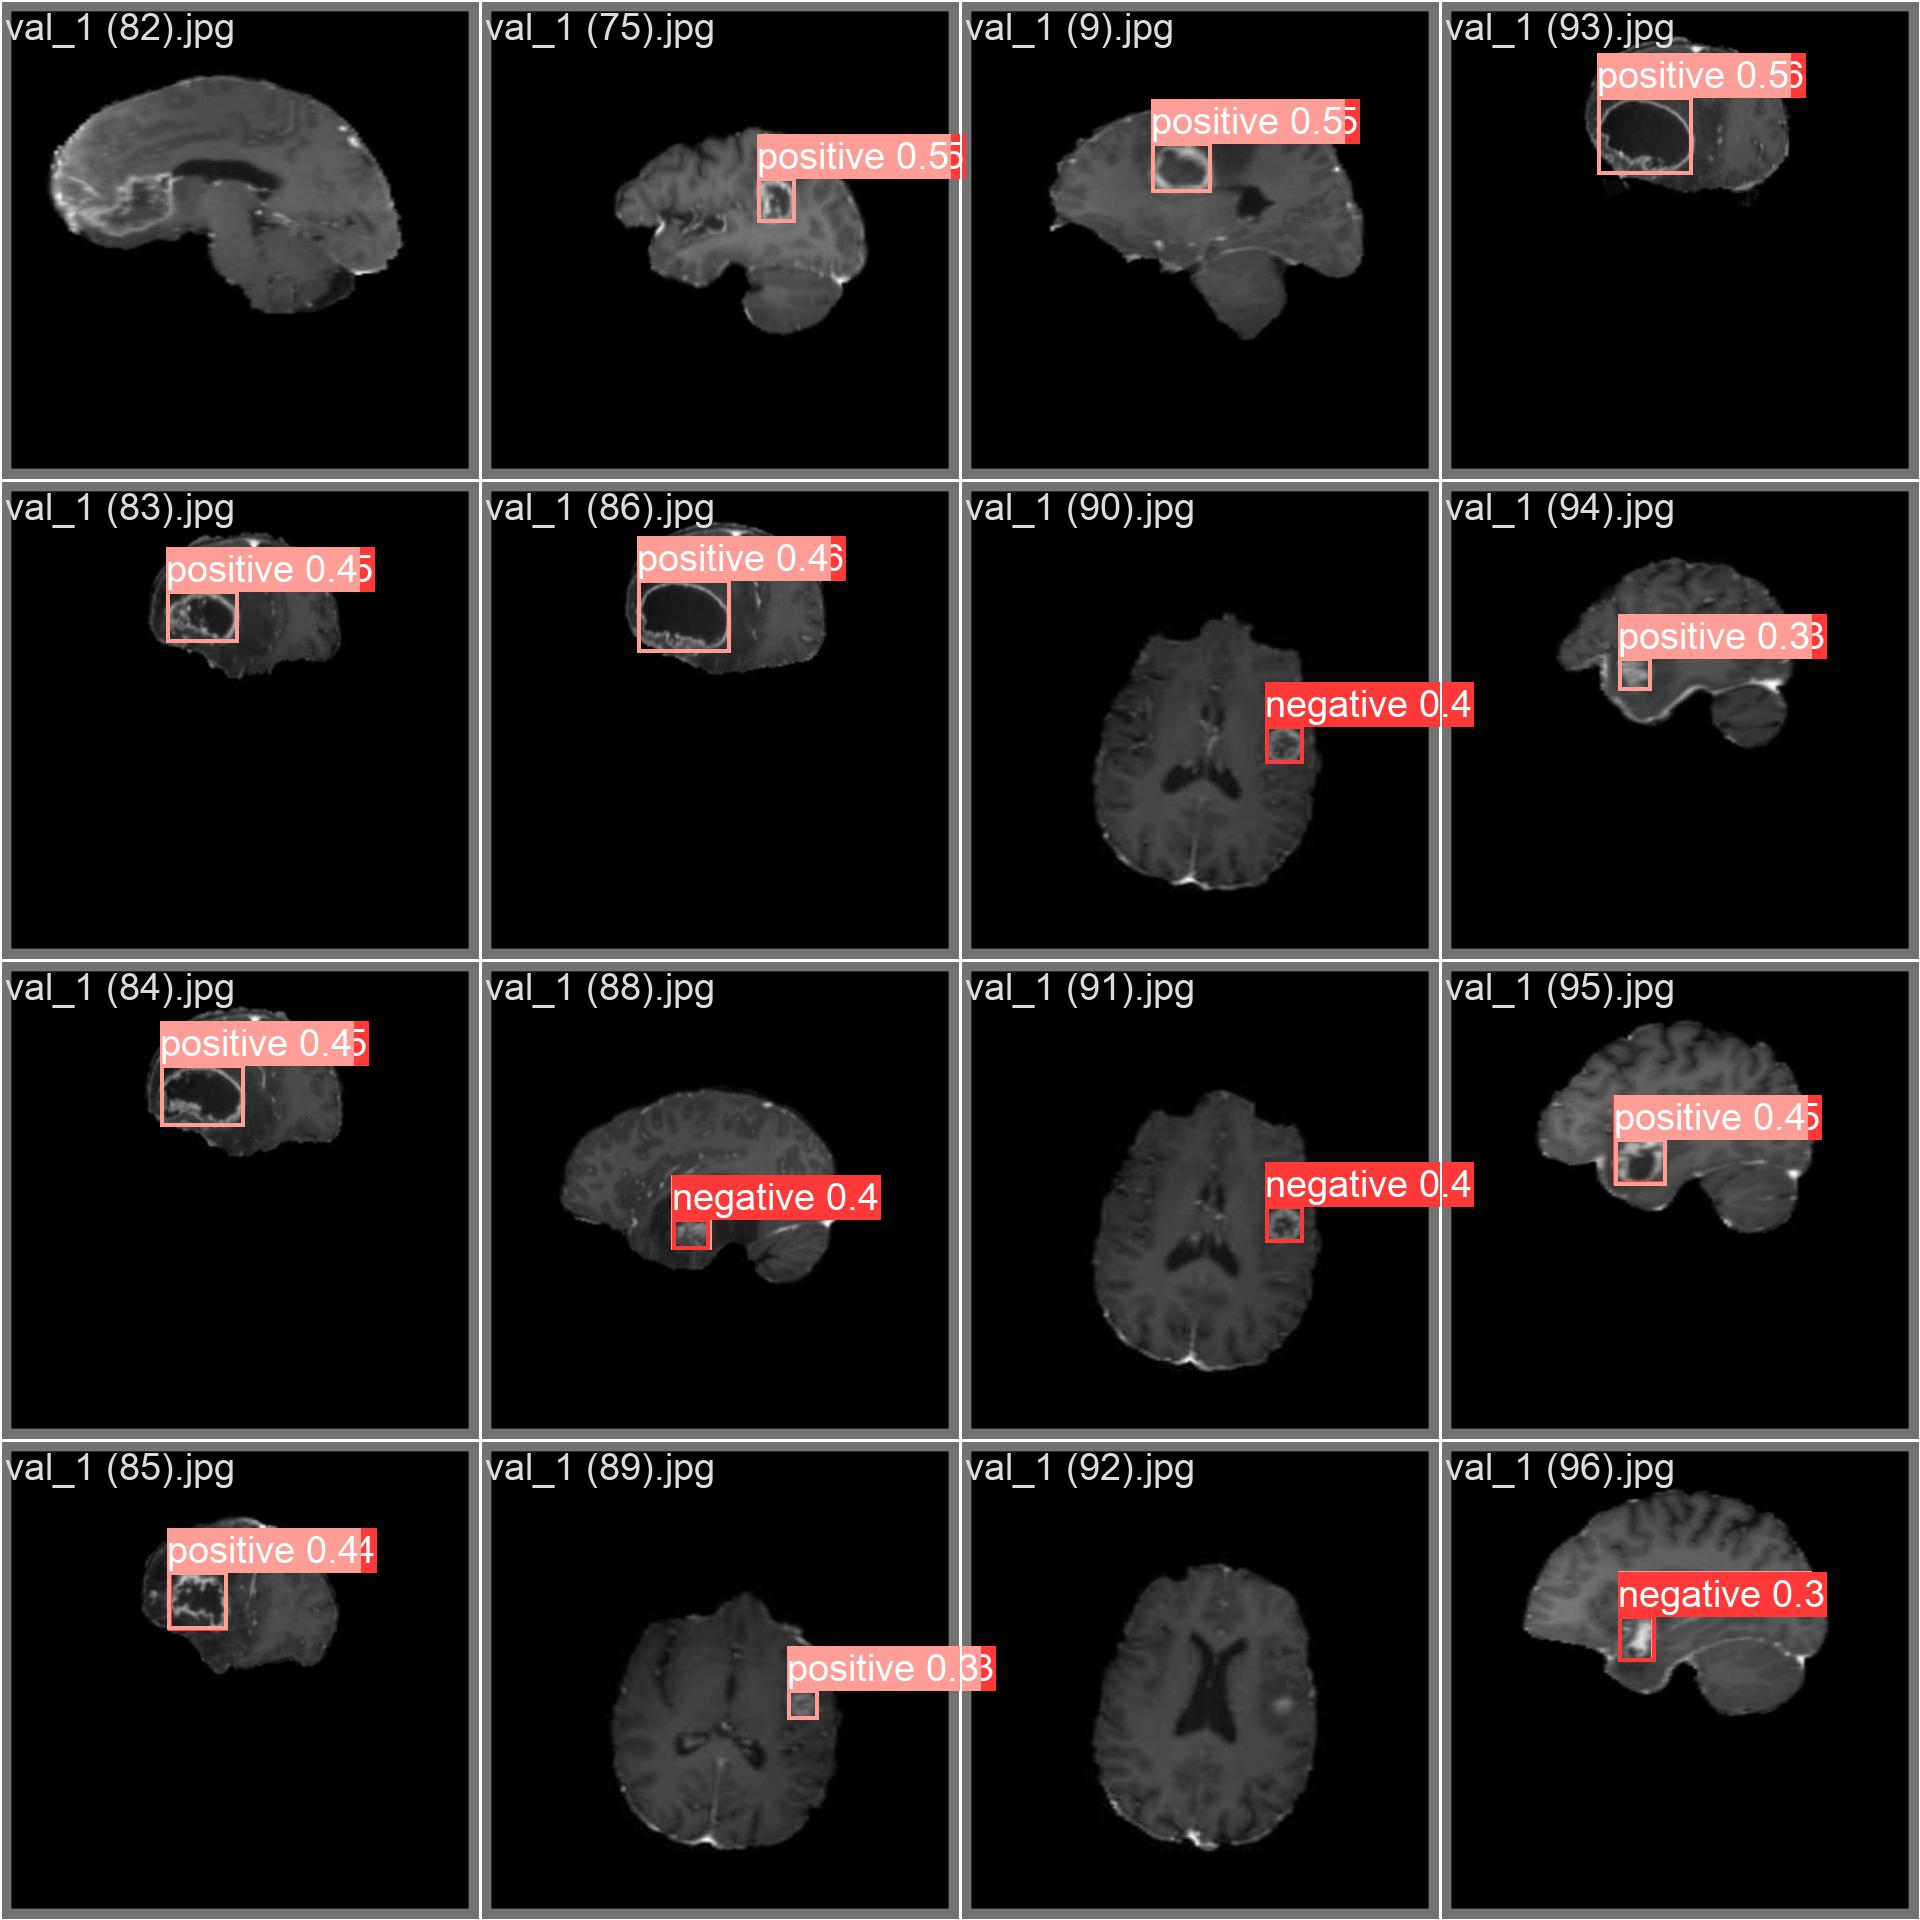 val_1 (82).jpg
val_1 (75).jpg
val_1 (9).jpg
val_1 (93).jpg
positive 0.5
positive 0.5
positive 0.5
val_1 (83).jpg
val_1 (86).jpg
val_1 (90).jpg
val_1 (94).jpg
positive 0.4
positive 0.4
negative 0.4
positive 0.3
val_1 (84).jpg
val_1 (88).jpg
val_1 (91).jpg
val_1 (95).jpg
positive 0.4
negative 0.4
negative 0.4
positive 0.4
val_1 (85).jpg
val_1 (89).jpg
val_1 (92).jpg
val_1 (96).jpg
positive 0.4
positive 0.3
negative 0.3